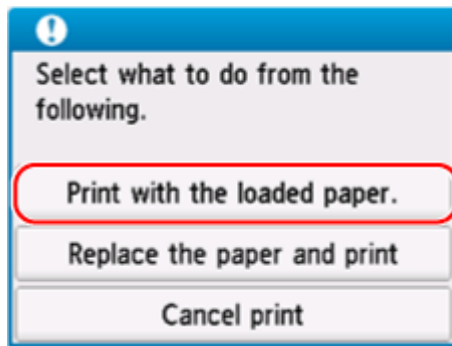 Select what to do from the
following.
Print with the loaded paper.
Replace the paper and print
Cancel print